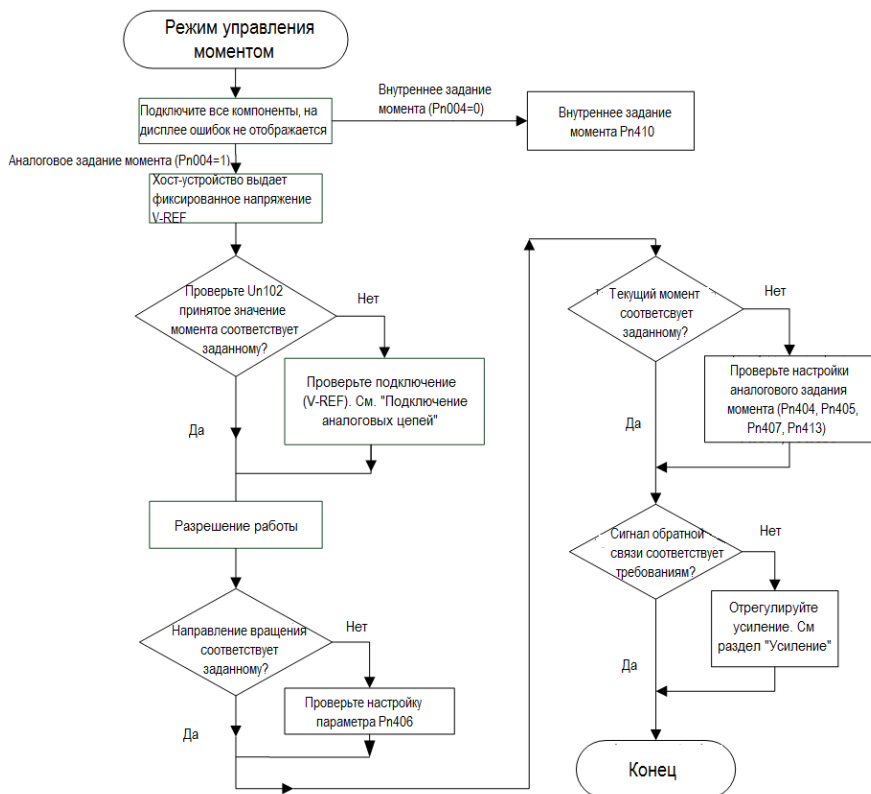 Режим управления
моментом
Подключите все компоненты, на
дисплее ошибок не отображается
Внутреннее задание
момента (Pn004=0)
Внутреннее задание
момента Pn410
Аналоговое задание момента (Pn004=1)
Хост-устройство выдает
фиксированное напряжение
V-REF
Проверьте Un102
принятое значение
момента соответствует
заданному?
Нет
Проверьте подключение
(V-REF). См. "Подключение
аналоговых цепей"
Да
Разрешение работы
Направление вращения
соответствует
заданному?
Нет
Проверьте настройку
параметра Pn406
Да
Текущий момент
соответсвует
заданному?
Нет
Проверьте настройки
аналогового задания
момента (Pn404, Pn405,
Pn407, Pn413)
Да
Сигнал обратной
связи соответствует
требованиям?
Нет
Отрегулируйте
усиление. См
раздел "Усиление"
Да
Конец